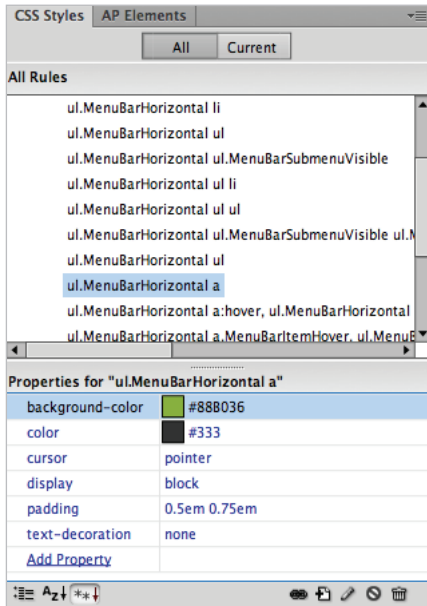 CSS Styles AP Elements
All Current
All Rules
ul.MenuBarHorizontal li
ul.MenuBarHorizontal ul
ul.MenuBarHorizontal ul.MenuBarSubmenuVisible
ul.MenuBarHorizontal ul li
ul.MenuBarHorizontal ul ul
ul.MenuBarHorizontal ul.MenuBarSubmenuVisible ul.M
ul.MenuBarHorizontal ul
ul.MenuBarHorizontal a
ul.MenuBarHorizontal a:hover, ul.MenuBarHorizontal
ul.MenuBarHorizontal a.MenuBarItemHover, ul.MenuB
Properties for "ul.MenuBarHorizontal a"
background-color #88B036
color #333
cursor pointer
display block
padding 0.5em 0.75em
text-decoration none
Add Property
Az↓ **↓